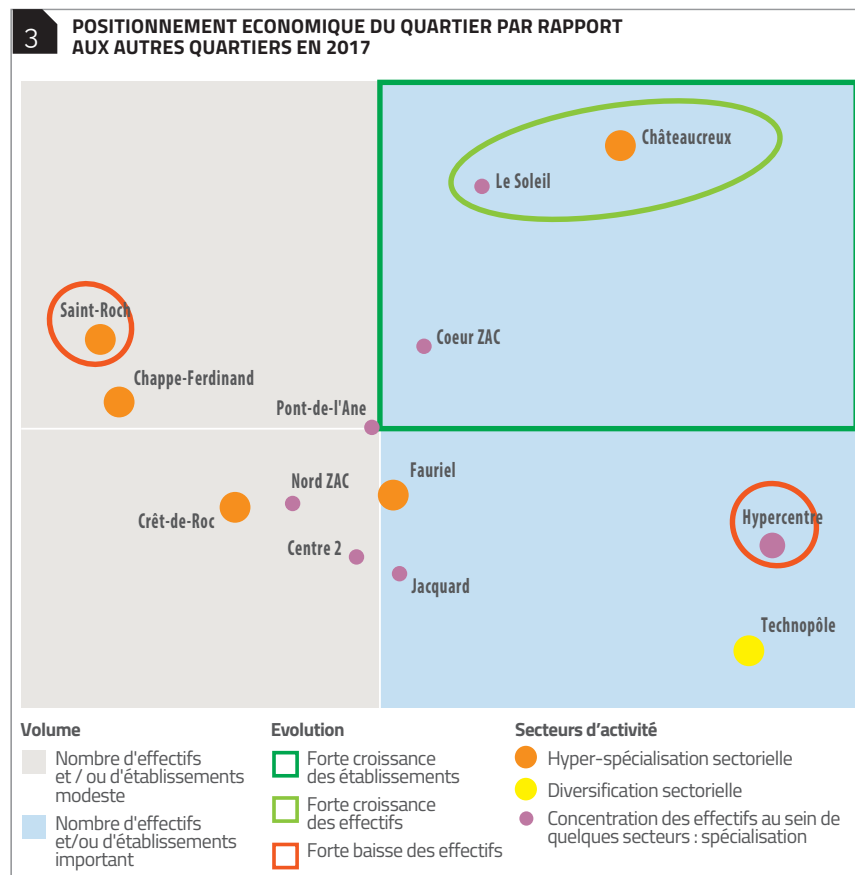 3
POSITIONNEMENT ECONOMIQUE DU QUARTIER PAR RAPPORT
AUX AUTRES QUARTIERS EN 2017
Châteaucreux
Le Soleil
Saint-Roch
Coeur ZAC
Chappe-Ferdinand
Pont-de-l'Ane
Fauriel
Nord ZAC
Crêt-de-Roc
Hypercentre
Centre 2
Jacquard
Technopôle
Volume
Nombre d'effectifs
et / ou d'établissements
modeste
Nombre d'effectifs
et/ou d'établissements
important
Evolution
Forte croissance
des établissements
Forte croissance
des effectifs
Forte baisse des effectifs
Secteurs d’activité
Hyper-spécialisation sectorielle
Diversification sectorielle
Concentration des effectifs au sein de
quelques secteurs : spécialisation